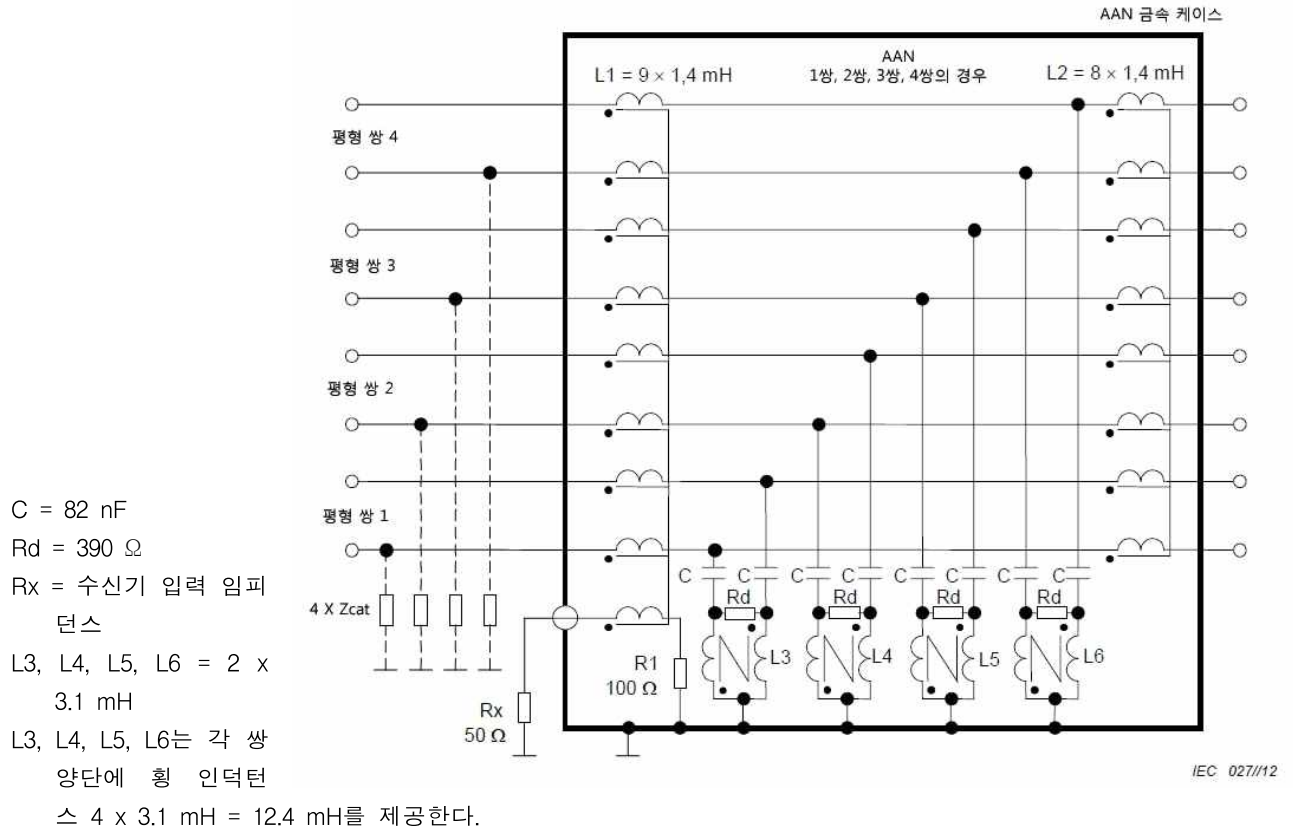 AAN 금속 케이스
AAN
1쌍, 2쌍, 3쌍, 4쌍의 경우
L1 = 9 × 1,4 mH
L2 = 8 × 1,4 mH
평형 쌍 4
평형 쌍 3
평형 쌍 2
평형 쌍 1
4 X Zcat
C C C C C C C C
Rd Rd Rd Rd
L3 L4 L5 L6
R1
100 Ω
Rx
50 Ω
IEC 027//12
C = 82 nF
Rd = 390 Ω
Rx = 수신기 입력 임피
던스
L3, L4, L5, L6 = 2 x
3.1 mH
L3, L4, L5, L6는 각 쌍
양단에 횡 인덕턴
스 4 x 3.1 mH = 12.4 mH를 제공한다.